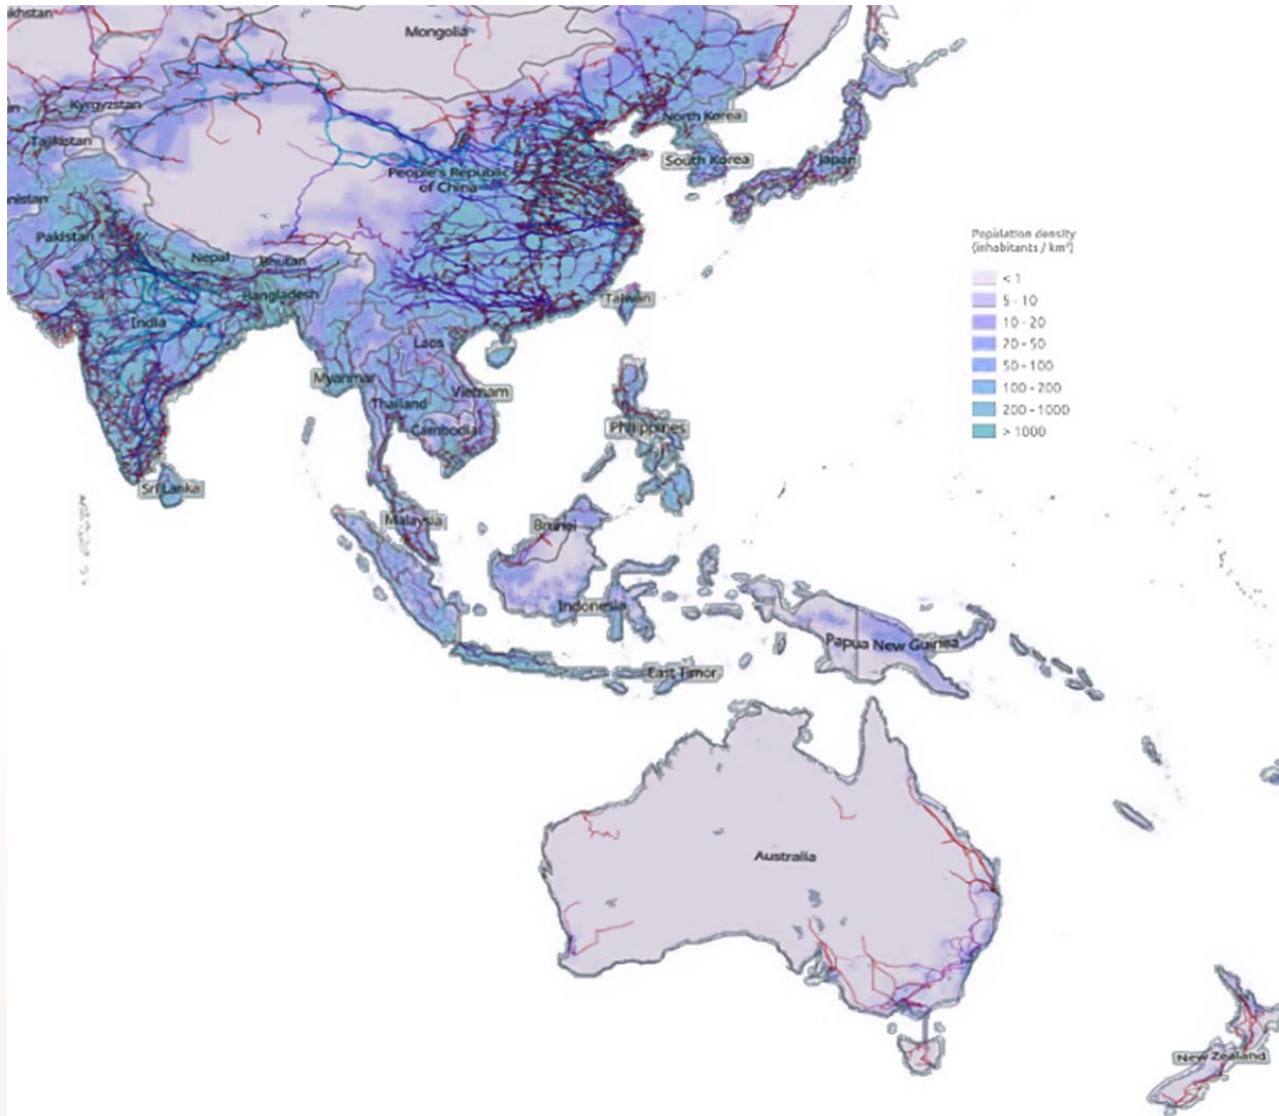 khstan
Mongolia
Kyrgyzstan
Tajikistan
North Korea
South Korea
Japan
People's Republic
of China
nistan
Pakistan
Nepal
Bhutan
Bangladesh
India
Taiwan
Laos
Myanmar
Vietnam
Thailand
Cambodia
Philippines
Sri Lanka
Malaysia
Brunei
Indonesia
Papua New Guinea
East Timor
Australia
New Zealand
Population density
(inhabitants / km²)
< 1
5 - 10
10 - 20
20 - 50
50 - 100
100 - 200
200 - 1000
> 1000